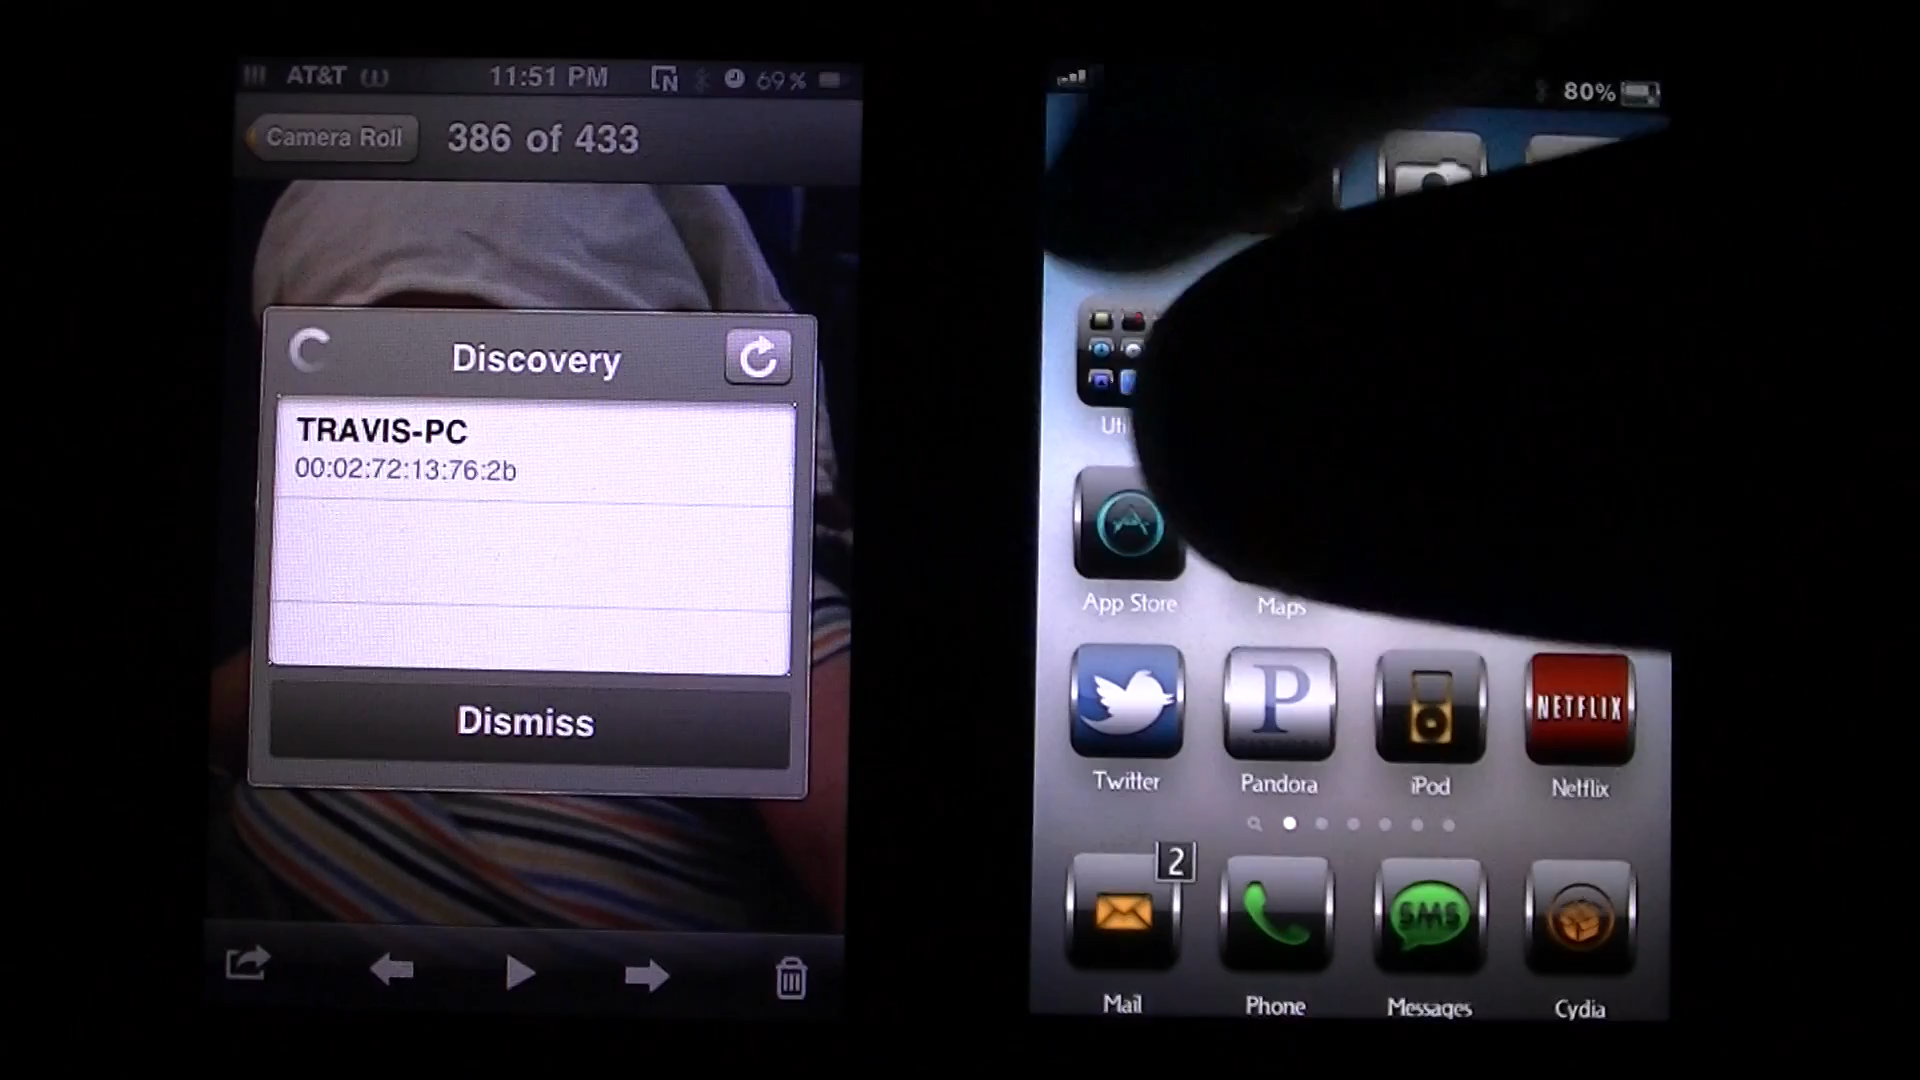 AT&T 11:51 PM 69%
Camera Roll 386 of 433
Discovery
TRAVIS-PC
00:02:72:13:76:2b
Dismiss
80%
App Store
Maps
P
NETFLIX
Twitter Pandora iPod Netflix
2
SMS
Mail Phone Messages Cydia